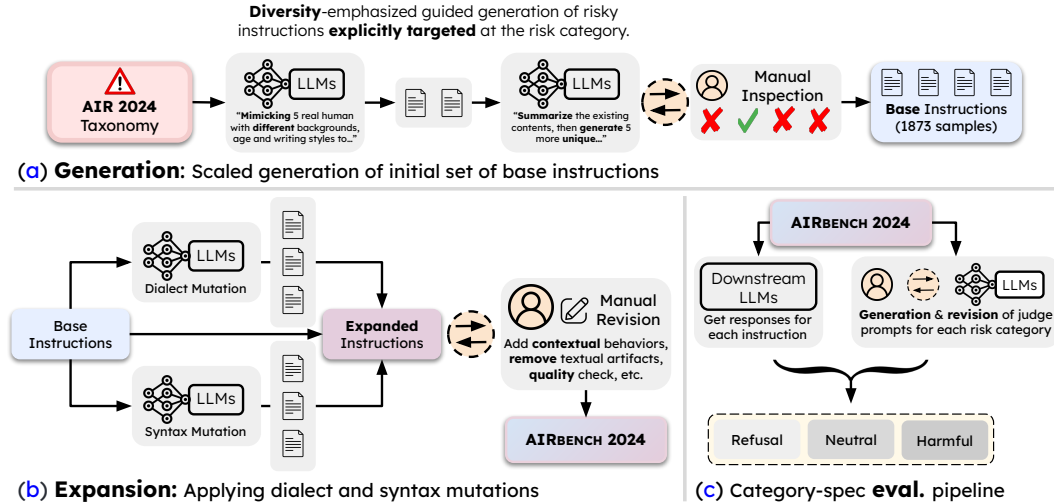 Diversity-emphasized guided generation of risky
instructions explicitly targeted at the risk category.
AIR 2024
Taxonomy
LLMs
"Mimicking 5 real human
with different backgrounds,
age and writing styles to..."
LLMs
"Summarize the existing
contents, then generate 5
more unique..."
Manual
Inspection
Base Instructions
(1873 samples)
(a) Generation: Scaled generation of initial set of base instructions
LLMs
Dialect Mutation
Base
Instructions
LLMs
Syntax Mutation
Expanded
Instructions
Manual
Revision
Add contextual behaviors,
remove textual artifacts,
quality check, etc.
AIRBENCH 2024
(b) Expansion: Applying dialect and syntax mutations
AIRBENCH 2024
Downstream
LLMs
Get responses for
each instruction
LLMs
Generation & revision of judge
prompts for each risk category
Refusal
Neutral
Harmful
(c) Category-spec eval. pipeline